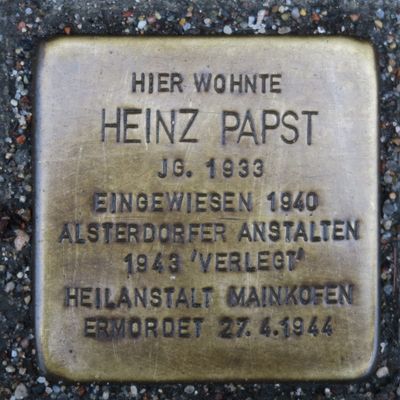 HIER WOHNTE
HEINZ PAPST
JG. 1933
EINGEWIESEN 1940
ALSTERDORFER ANSTALTEN
1943 'VERLEGT'
HEILANSTALT MAINKOFEN
ERMORDET 27.4.1944